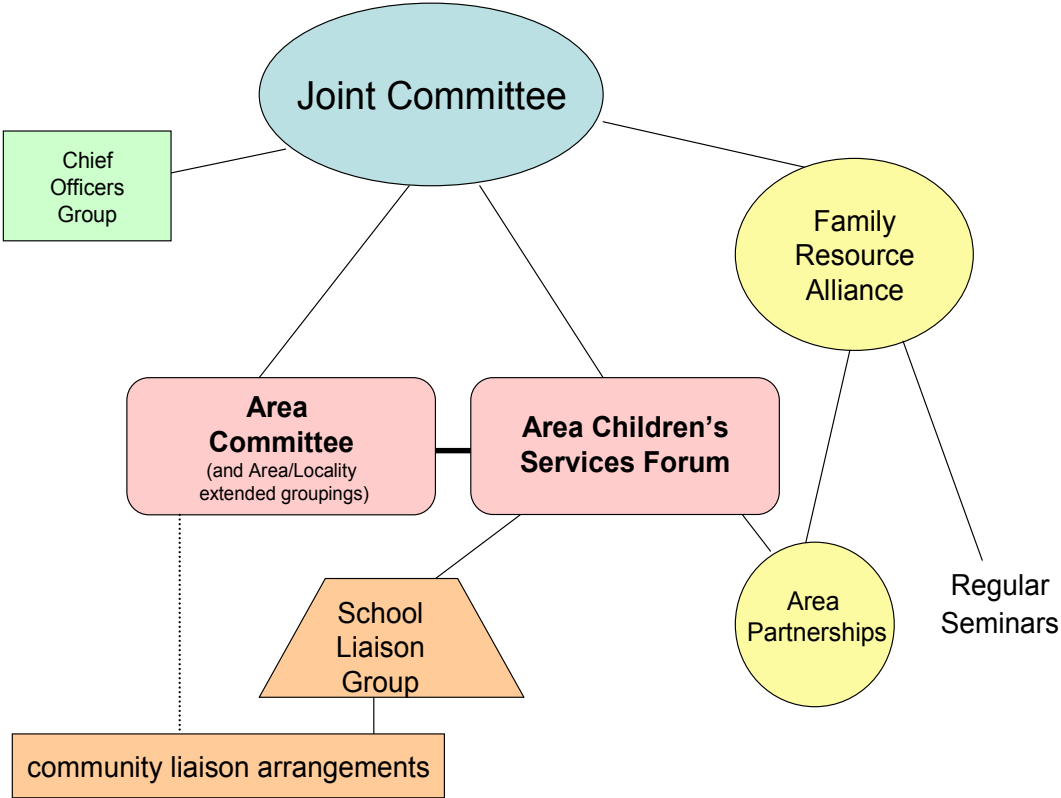 Joint Committee
Chief
Officers
Group
Family
Resource
Alliance
Area
Committee
(and Area/Locality
extended groupings)
Area Children’s
Services Forum
School
Liaison
Group
Area
Partnerships
Regular
Seminars
community liaison arrangements